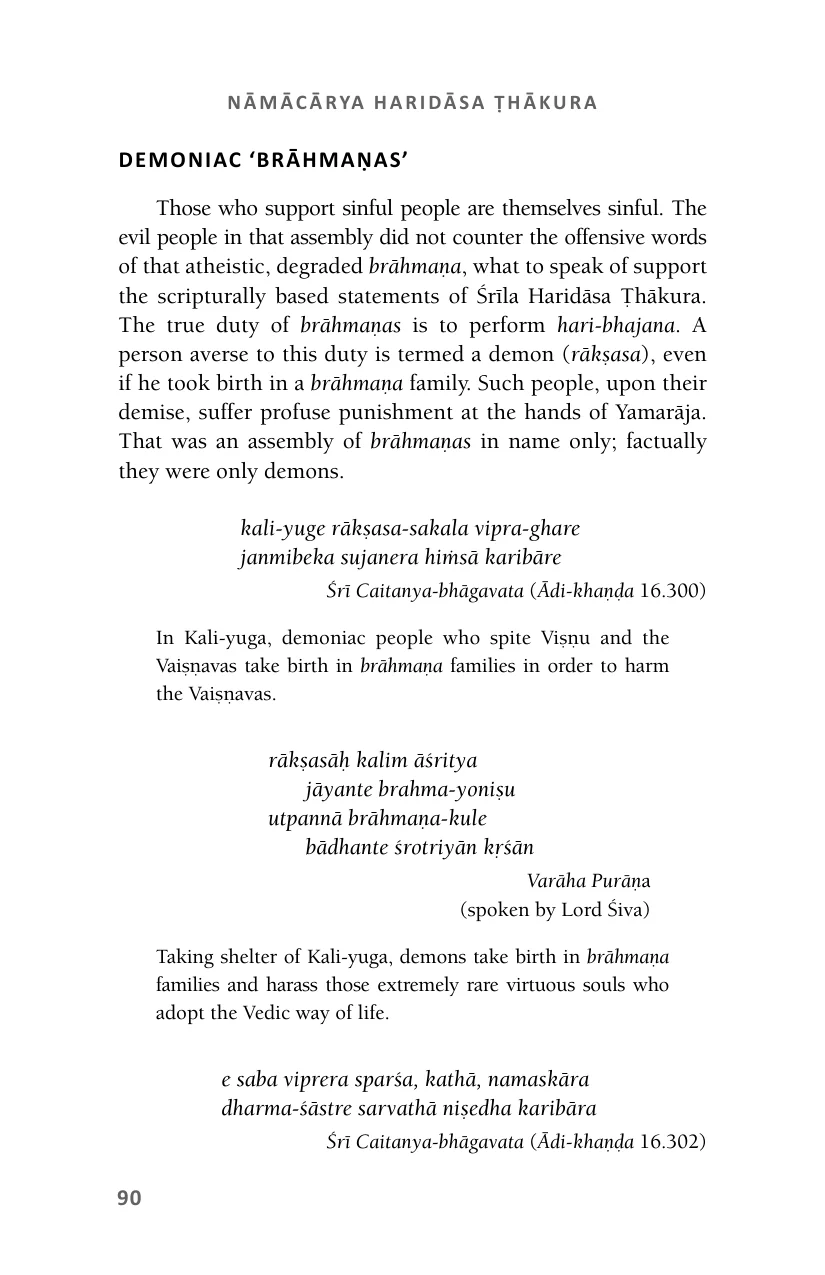 NĀMĀCĀRYA HARIDĀSA ṬHĀKURA
DEMONIAC ‘BRĀHMAṆAS’
Those who support sinful people are themselves sinful. The
evil people in that assembly did not counter the offensive words
of that atheistic, degraded brāhmaṇa, what to speak of support
the scripturally based statements of Śrīla Haridāsa Ṭhākura.
The true duty of brāhmaṇas is to perform hari-bhajana. A
person averse to this duty is termed a demon (rākṣasa), even
if he took birth in a brāhmaṇa family. Such people, upon their
demise, suffer profuse punishment at the hands of Yamarāja.
That was an assembly of brāhmaṇas in name only; factually
they were only demons.
kali-yuge rākṣasa-sakala vipra-ghare
janmibeka sujanera hiṁsā karibāre
Śrī Caitanya-bhāgavata (Ādi-khaṇḍa 16.300)
In Kali-yuga, demoniac people who spite Viṣṇu and the
Vaiṣṇavas take birth in brāhmaṇa families in order to harm
the Vaiṣṇavas.
rākṣasāḥ kalim āśritya
jāyante brahma-yoniṣu
utpannā brāhmaṇa-kule
bādhante śrotriyān kṛśān
Varāha Purāṇa
(spoken by Lord Śiva)
Taking shelter of Kali-yuga, demons take birth in brāhmaṇa
families and harass those extremely rare virtuous souls who
adopt the Vedic way of life.
e saba viprera sparśa, kathā, namaskāra
dharma-śāstre sarvathā niṣedha karibāra
Śrī Caitanya-bhāgavata (Ādi-khaṇḍa 16.302)
90